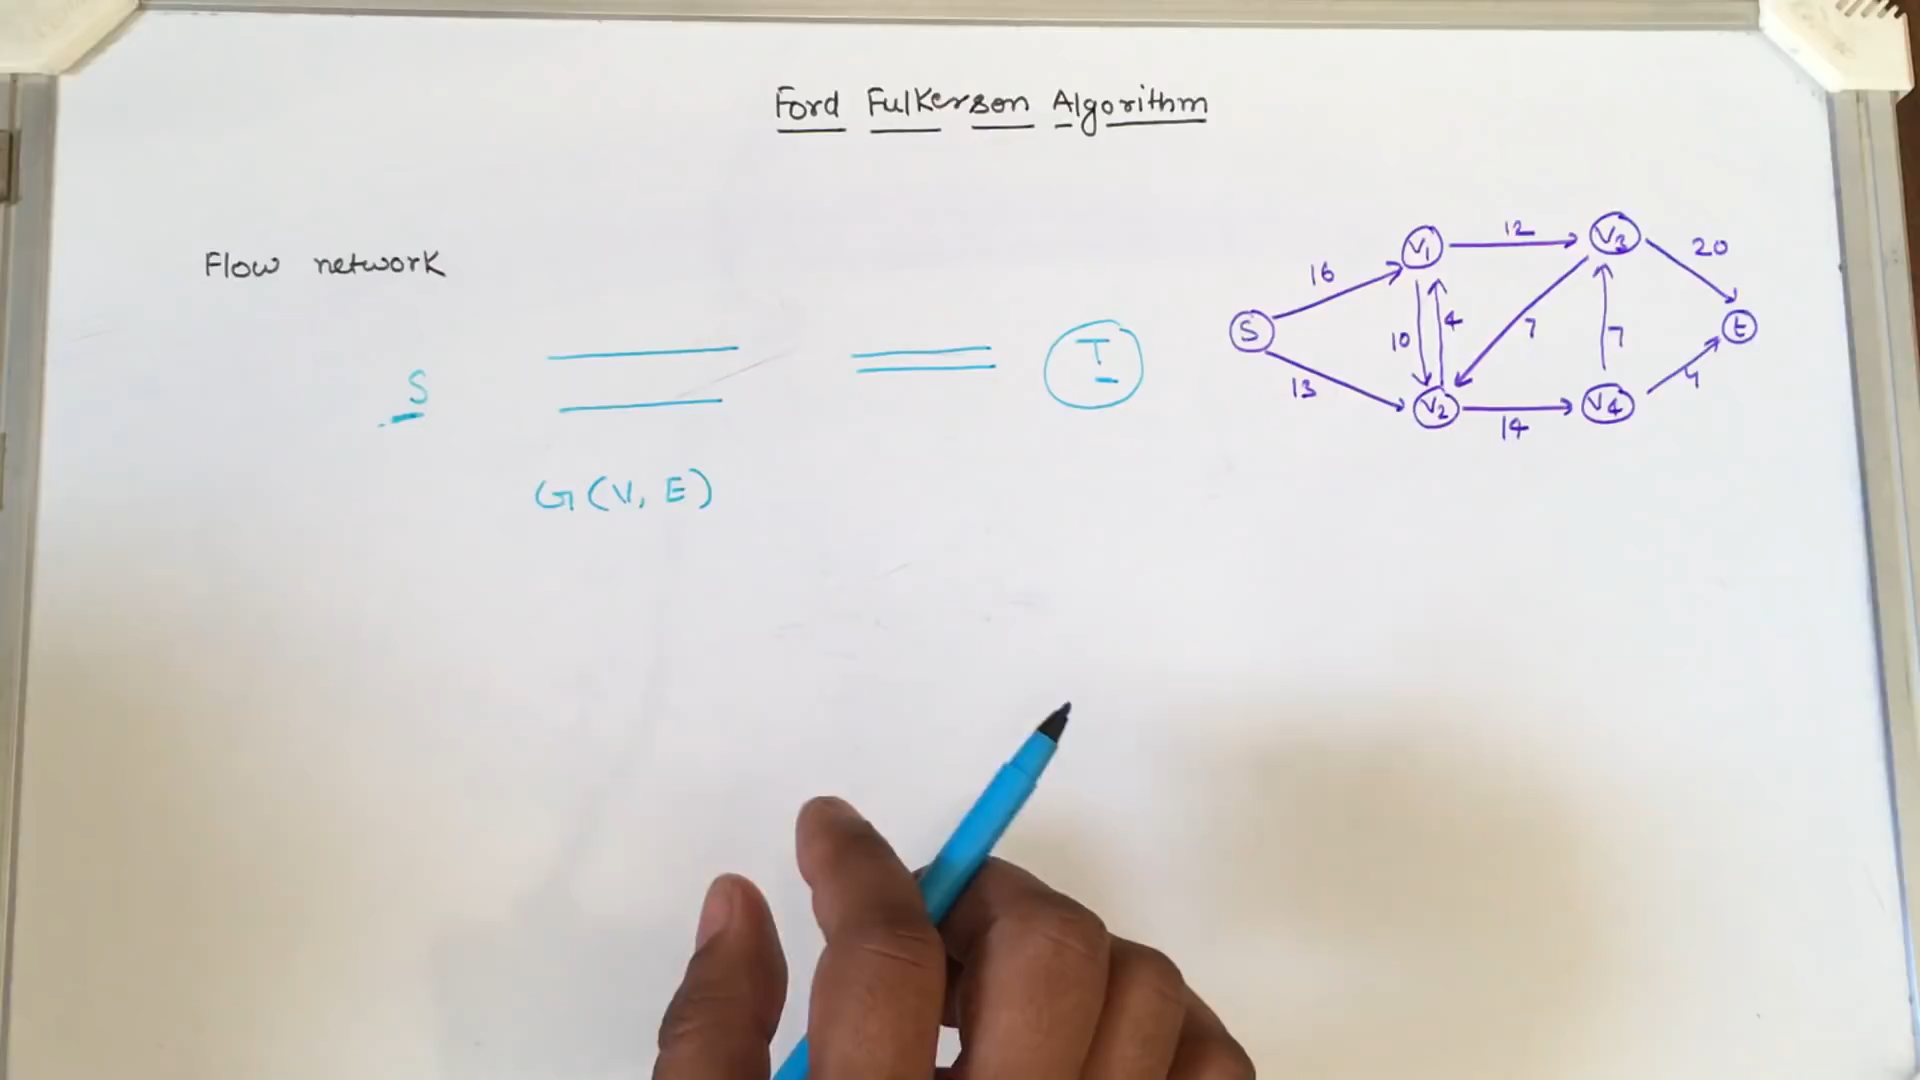 Ford Fulkerson Algorithm
Flow network
S
T
G(V, E)
S
V1
V2
V3
V4
t
16
13
10
4
12
7
14
7
20
4